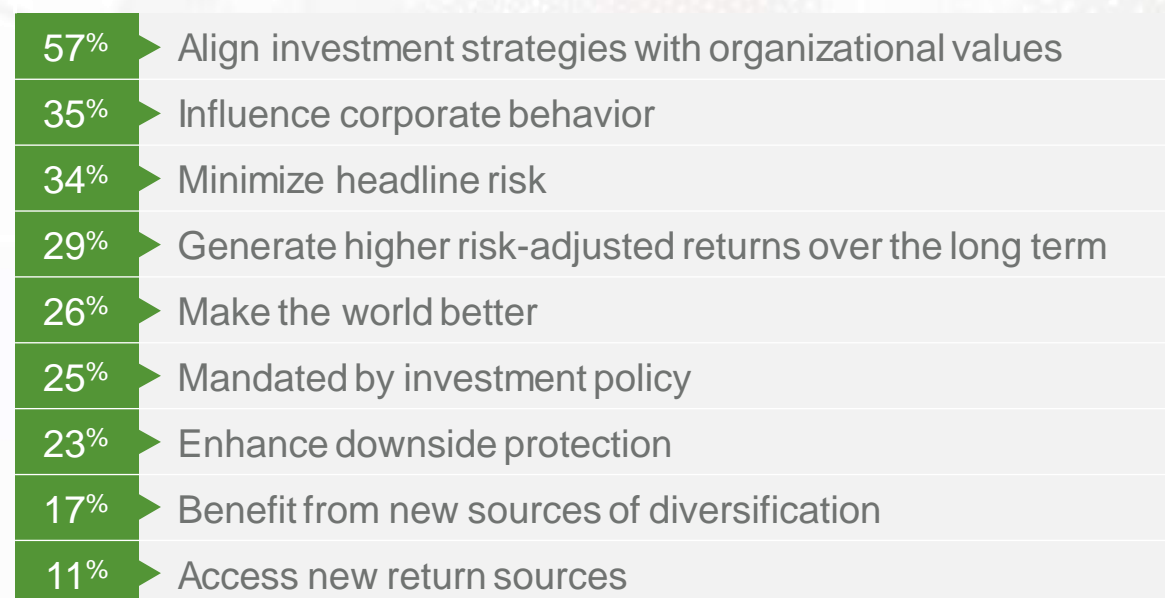 57% Align investment strategies with organizational values
35% Influence corporate behavior
34% Minimize headline risk
29% Generate higher risk-adjusted returns over the long term
26% Make the world better
25% Mandated by investment policy
23% Enhance downside protection
17% Benefit from new sources of diversification
11% Access new return sources